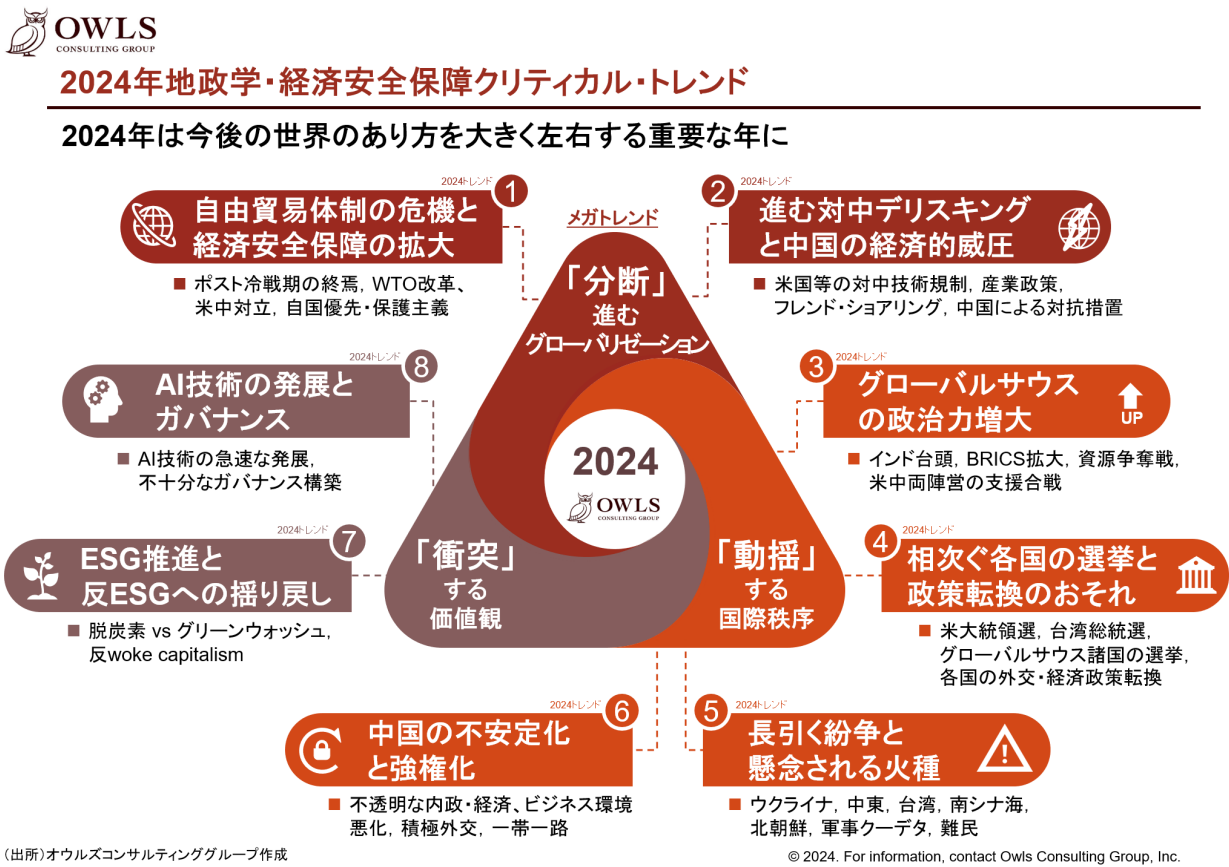 OWLS
CONSULTING GROUP
2024年地政学・経済安全保障クリティカル・トレンド
2024年は今後の世界のあり方を大きく左右する重要な年に
メガトレンド
「分断」
進む
グローバリゼーション
「動揺」
する
国際秩序
「衝突」
する
価値観
2024
OWLS
CONSULTING GROUP
2024トレンド
1
自由貿易体制の危機と
経済安全保障の拡大
■ ポスト冷戦期の終焉, WTO改革、
米中対立, 自国優先・保護主義
2024トレンド
2
進む対中デリスキング
と中国の経済的威圧
■ 米国等の対中技術規制, 産業政策,
フレンド・ショアリング, 中国による対抗措置
2024トレンド
3
グローバルサウス
の政治力増大
UP
■ インド台頭, BRICS拡大, 資源争奪戦,
米中両陣営の支援合戦
2024トレンド
4
相次ぐ各国の選挙と
政策転換のおそれ
■ 米大統領選, 台湾総統選,
グローバルサウス諸国の選挙,
各国の外交・経済政策転換
2024トレンド
5
長引く紛争と
懸念される火種
■ ウクライナ, 中東, 台湾, 南シナ海,
北朝鮮, 軍事クーデタ, 難民
2024トレンド
6
中国の不安定化
と強権化
■ 不透明な内政・経済、ビジネス環境
悪化, 積極外交, 一帯一路
2024トレンド
7
ESG推進と
反ESGへの揺り戻し
■ 脱炭素 vs グリーンウォッシュ,
反woke capitalism
2024トレンド
8
AI技術の発展と
ガバナンス
■ AI技術の急速な発展,
不十分なガバナンス構築
（出所）オウルズコンサルティンググループ作成
© 2024. For information, contact Owls Consulting Group, Inc.